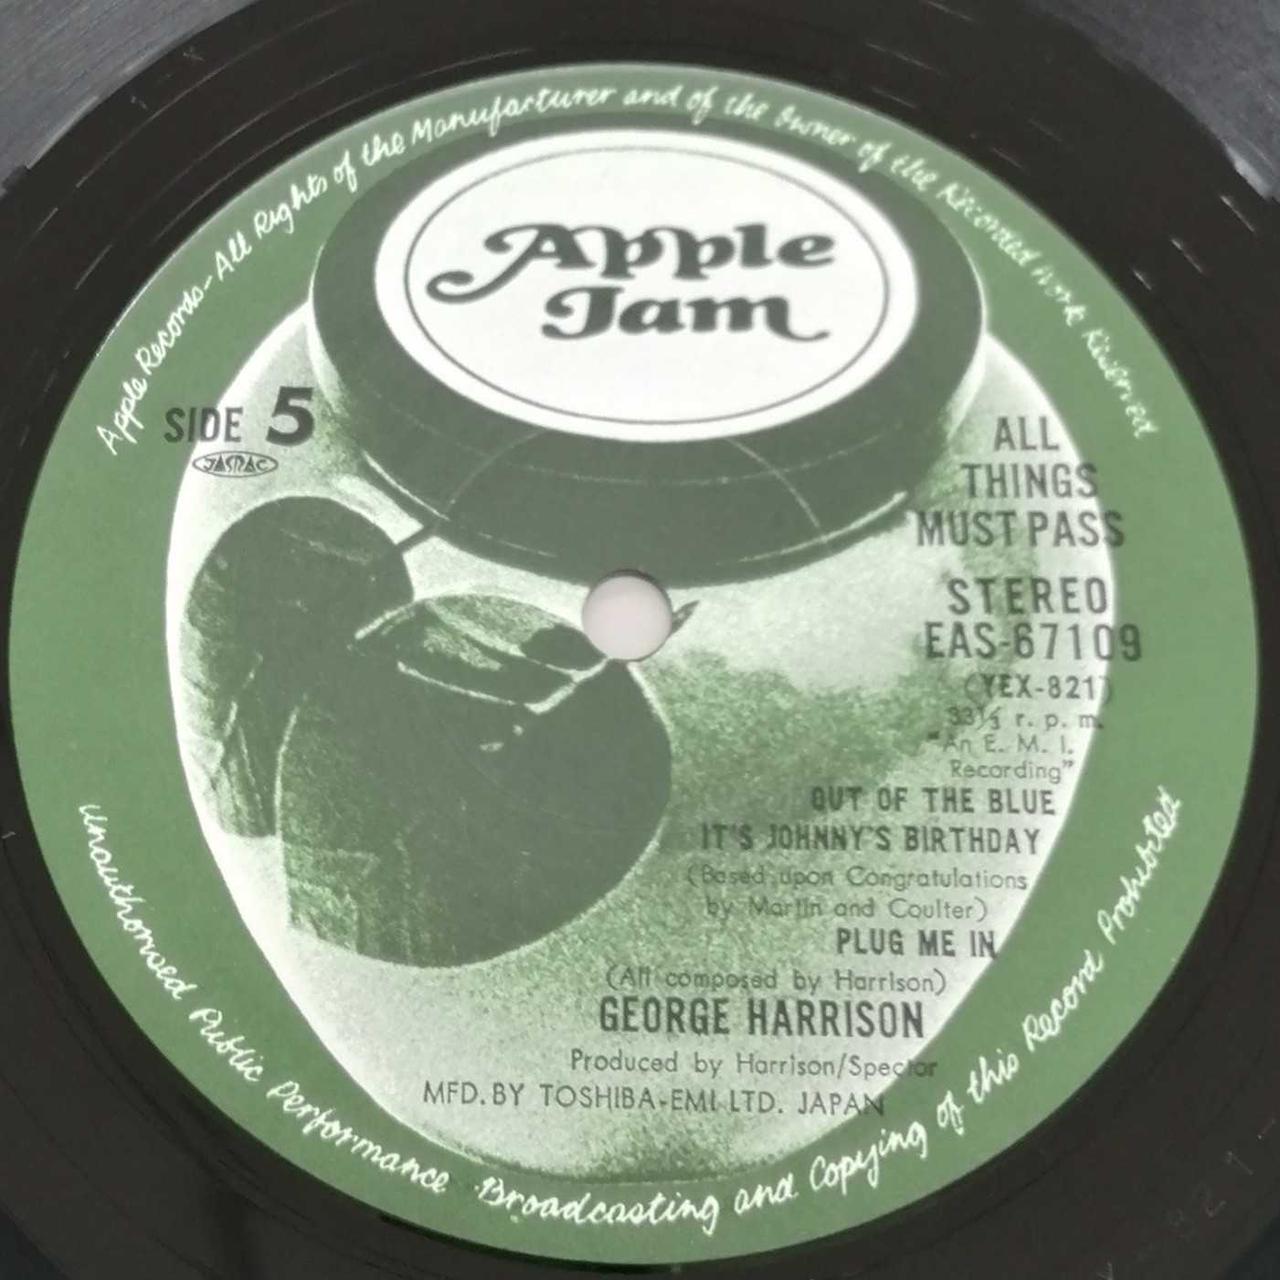 Apple Records-All Rights of the Manufacturer and of the Owner of the Recorded Work Reserved
Apple
Jam
SIDE 5
JASRAC
ALL
THINGS
MUST PASS
STEREO
EAS-67109
(YEX-821)
33⅓ r. p. m.
"An E. M. I.
Recording"
OUT OF THE BLUE
IT'S JOHNNY'S BIRTHDAY
(Based upon Congratulations
by Martin and Coulter)
PLUG ME IN
(All composed by Harrison)
GEORGE HARRISON
Produced by Harrison/Spector
MFD. BY TOSHIBA-EMI LTD. JAPAN
Unauthorised Public Performance Broadcasting and Copying of this Record Prohibited